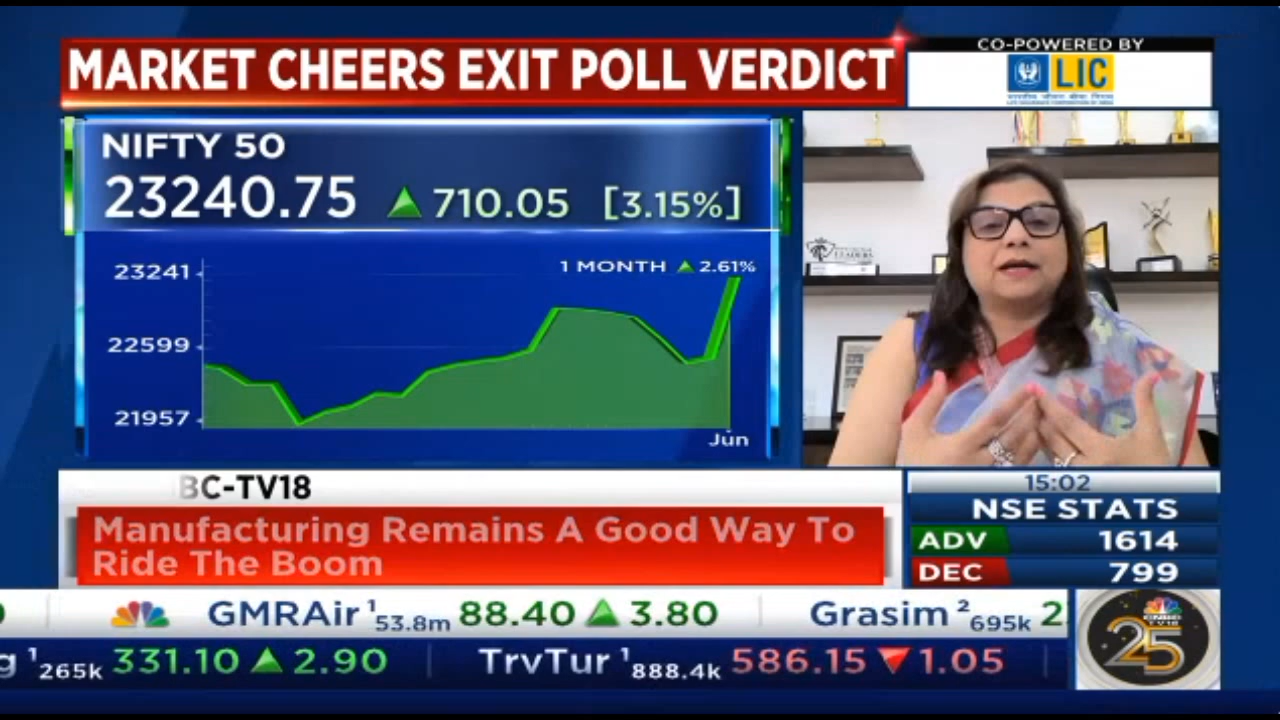 MARKET CHEERS EXIT POLL VERDICT
CO-POWERED BY
LIC
NIFTY 50
23240.75 ▲ 710.05 [3.15%]
1 MONTH ▲ 2.61%
23241
22599
21957
Jun
BC-TV18
Manufacturing Remains A Good Way To
Ride The Boom
15:02
NSE STATS
ADV 1614
DEC 799
GMRAir 1 53.8m 88.40 ▲ 3.80 Grasim 2 695k 2
g 1 265k 331.10 ▲ 2.90 TrvTur 1 888.4k 586.15 ▼ 1.05
25